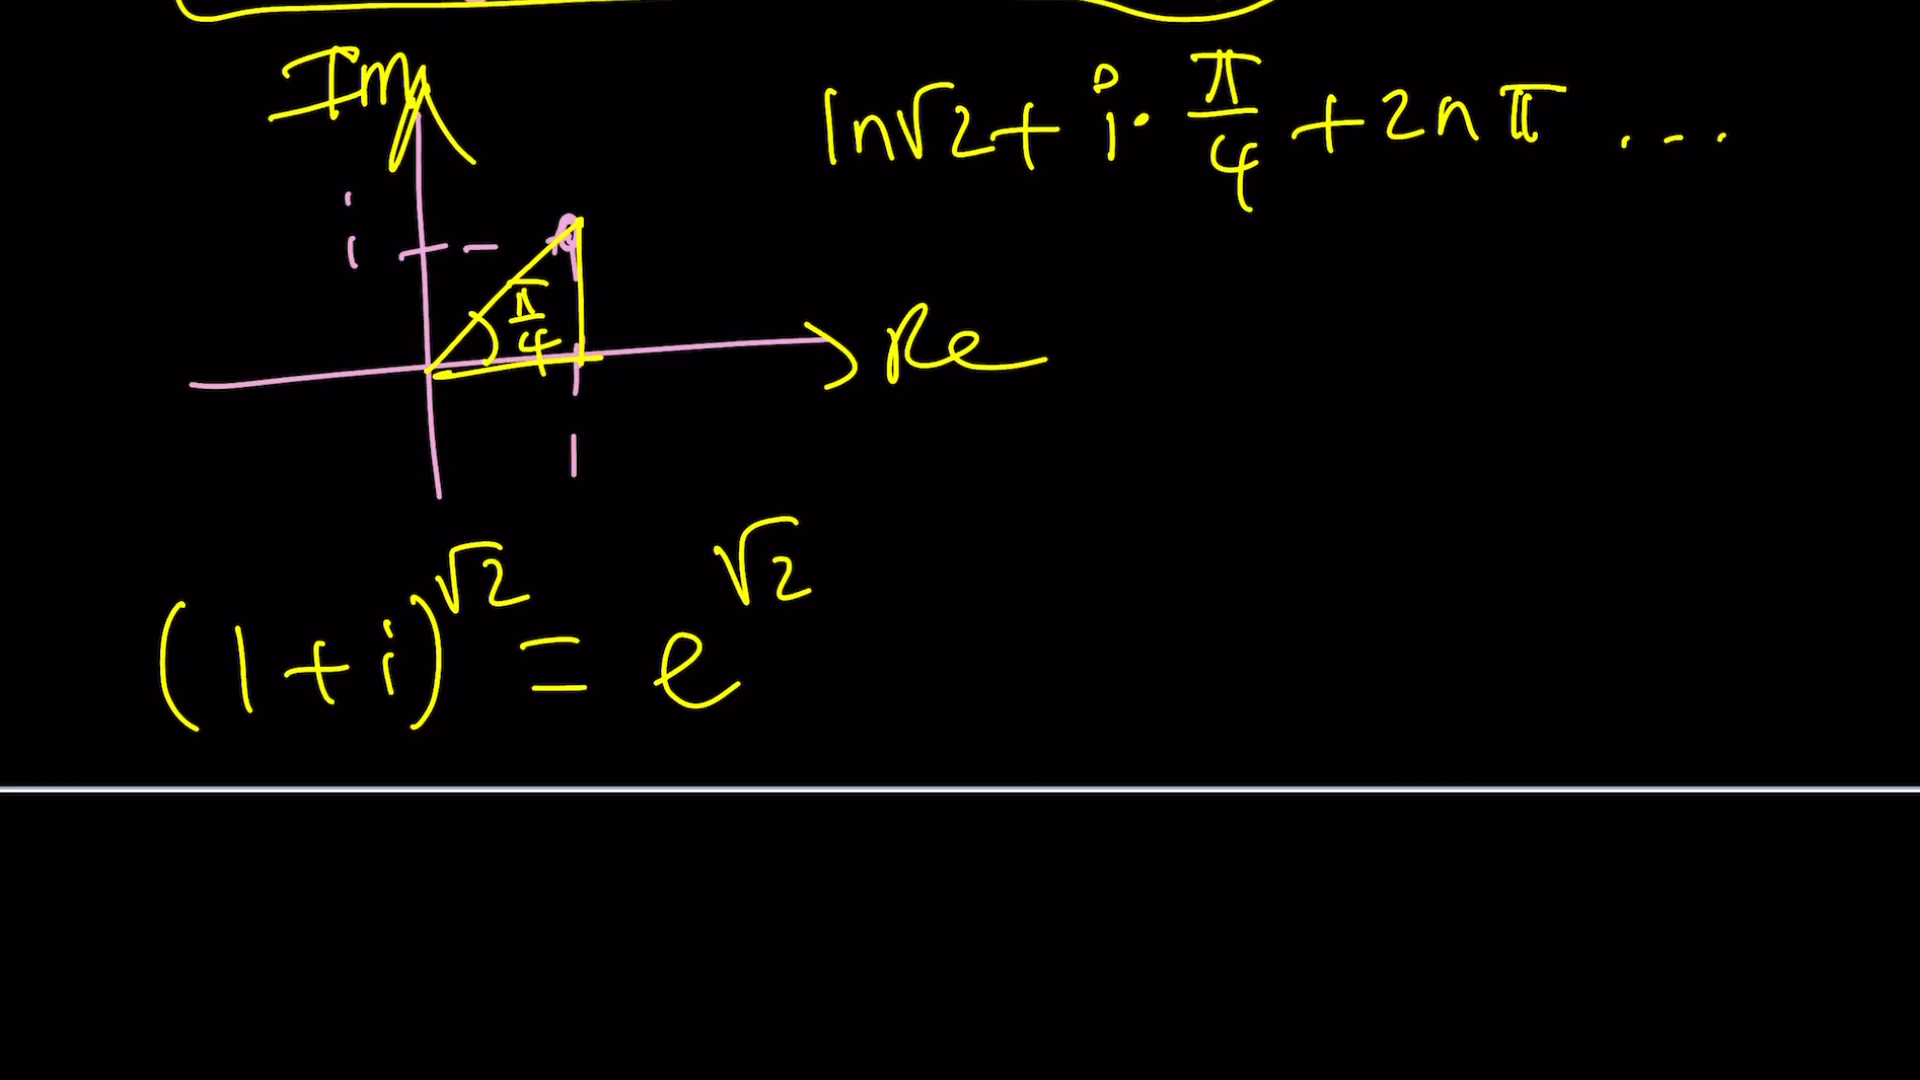 Im
ln√2 + i · π/4 + 2nπ ...
i
π/4
Re
1
(1+i)^√2 = e^√2